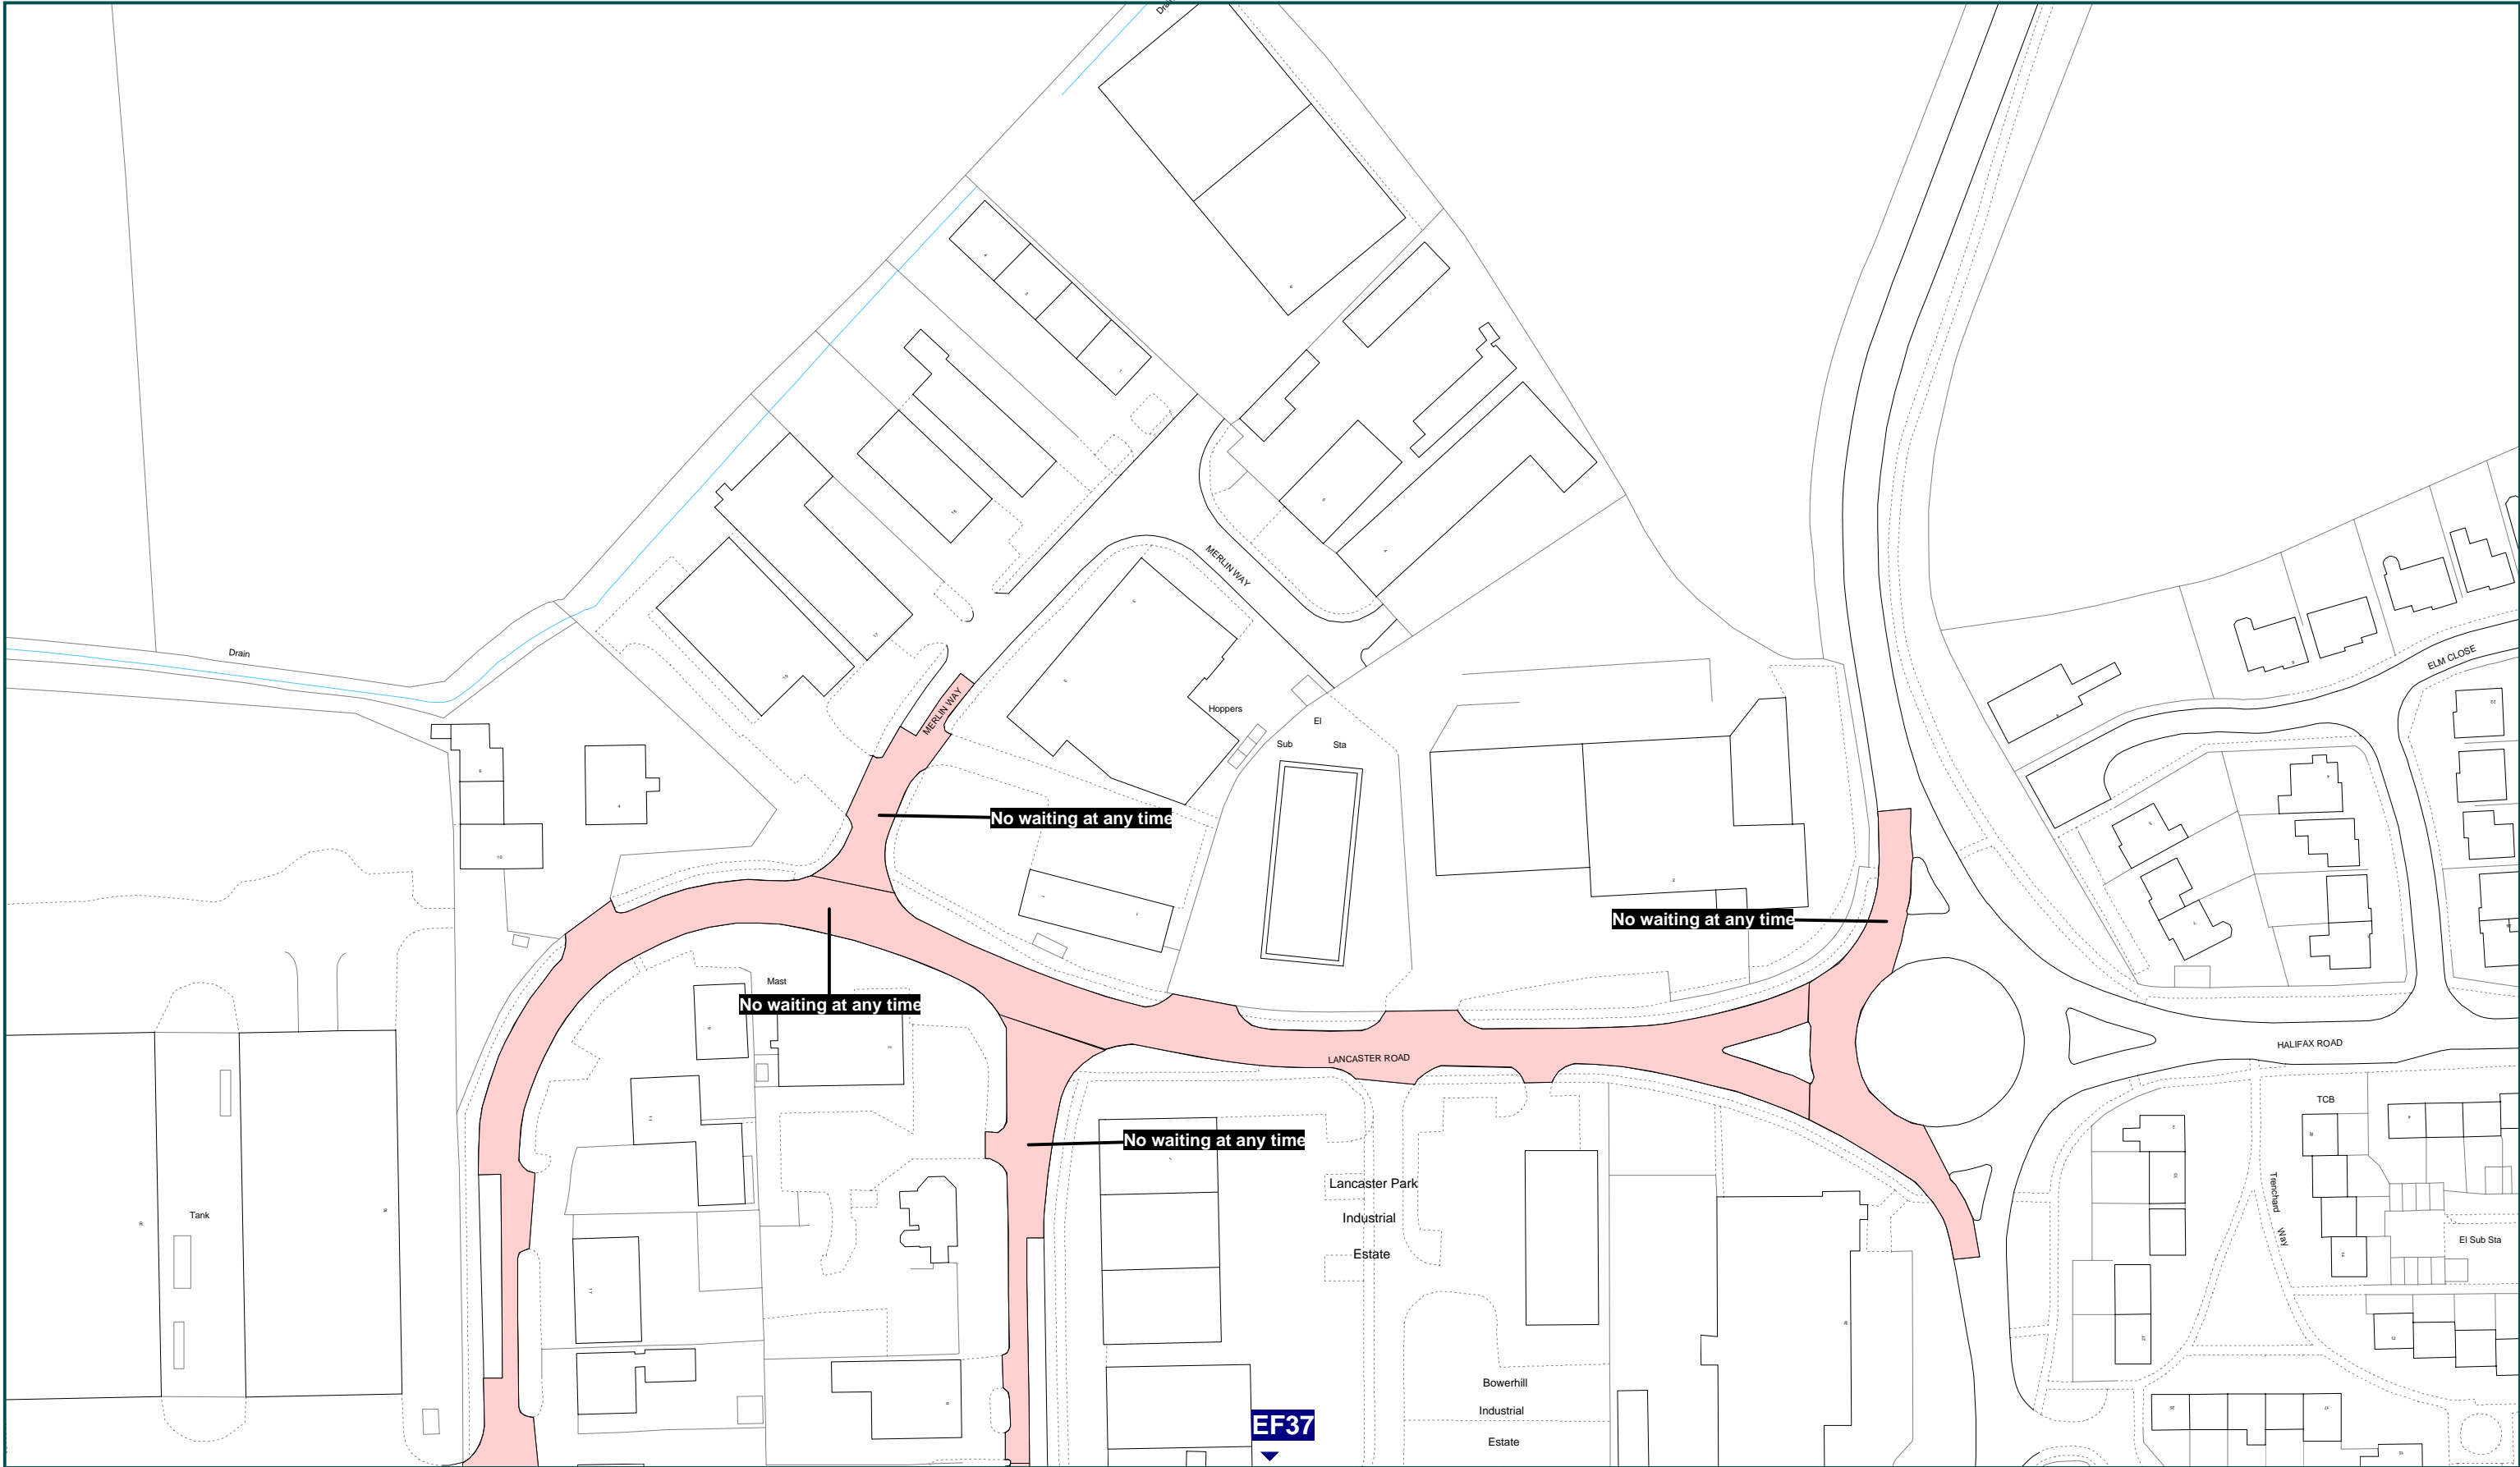 Drain
MERLIN WAY
Drain
ELM CLOSE
MERLIN WAY
Hoppers
El
Sub Sta
No waiting at any time
No waiting at any time
Mast
No waiting at any time
HALIFAX ROAD
LANCASTER ROAD
TCB
No waiting at any time
Lancaster Park
Industrial
Estate
Trenchard Way
Tank
El Sub Sta
Bowerhill
Industrial
Estate
EF37